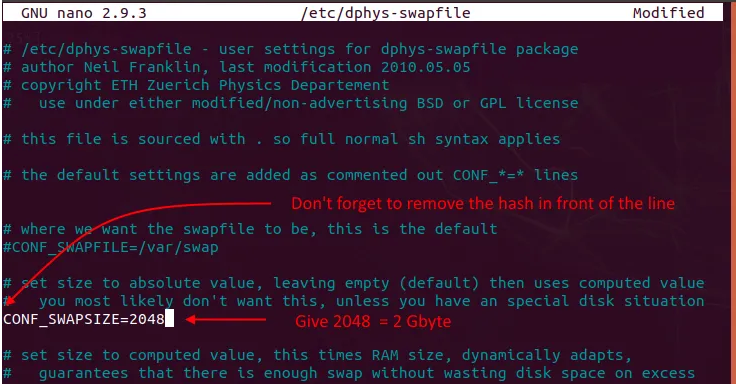 GNU nano 2.9.3 /etc/dphys-swapfile Modified
# /etc/dphys-swapfile - user settings for dphys-swapfile package
# author Neil Franklin, last modification 2010.05.05
# copyright ETH Zuerich Physics Departement
#   use under either modified/non-advertising BSD or GPL license
# this file is sourced with . so full normal sh syntax applies
# the default settings are added as commented out CONF_*=* lines
Don't forget to remove the hash in front of the line
# where we want the swapfile to be, this is the default
#CONF_SWAPFILE=/var/swap
# set size to absolute value, leaving empty (default) then uses computed value
#   you most likely don't want this, unless you have an special disk situation
CONF_SWAPSIZE=2048 Give 2048 = 2 Gbyte
# set size to computed value, this times RAM size, dynamically adapts,
#   guarantees that there is enough swap without wasting disk space on excess